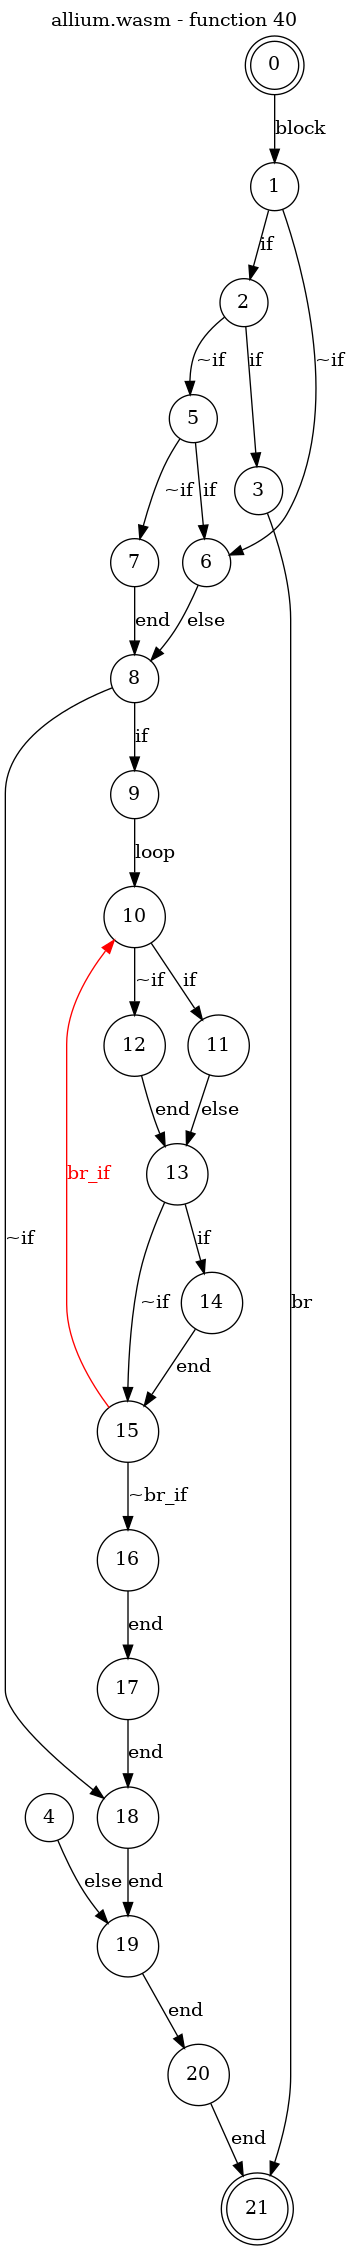 allium.wasm - function 40
0
block
1
if
2
~if
if
~if
5
3
~if
if
7
6
end
else
8
if
9
loop
10
~if
if
12
11
end
else
br_if
13
if
~if
~if
14
br
end
15
~br_if
16
end
17
end
4
18
else
end
19
end
20
end
21